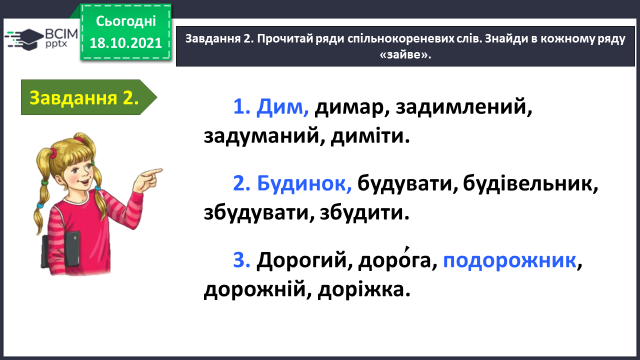 ВСІМ
pptx
Сьогодні
18.10.2021
Завдання 2. Прочитай ряди спільнокореневих слів. Знайди в кожному ряду
«зайве».
Завдання 2.
1. Дим, димар, задимлений,
задуманий, диміти.
2. Будинок, будувати, будівельник,
збудувати, збудити.
3. Дорогий, доро́га, подорожник,
дорожній, доріжка.